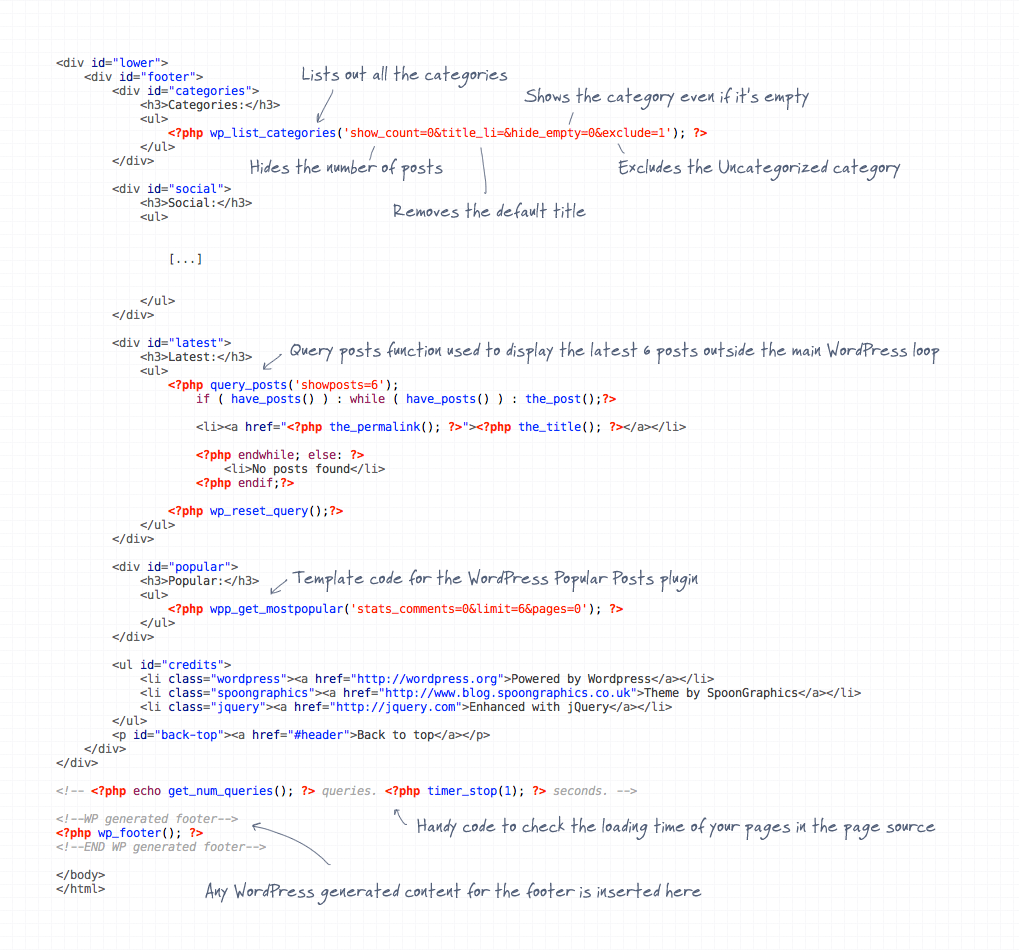 <div id="lower">
<div id="footer">
Lists out all the categories
<div id="categories">
Shows the category even if it's empty
<h3>Categories:</h3>
<ul>
<?php wp_list_categories('show_count=0&title_li=&hide_empty=0&exclude=1'); ?>
</ul>
</div>
Hides the number of posts
Excludes the Uncategorized category
<div id="social">
<h3>Social:</h3>
Removes the default title
<ul>
[...]
</ul>
</div>
<div id="latest">
Query posts function used to display the latest 6 posts outside the main WordPress loop
<h3>Latest:</h3>
<ul>
<?php query_posts('showposts=6');
if ( have_posts() ) : while ( have_posts() ) : the_post();?>
<li><a href="<?php the_permalink(); ?>"><?php the_title(); ?></a></li>
<?php endwhile; else: ?>
<li>No posts found</li>
<?php endif;?>
<?php wp_reset_query();?>
</ul>
</div>
<div id="popular">
<h3>Popular:</h3>
Template code for the WordPress Popular Posts plugin
<ul>
<?php wpp_get_mostpopular('stats_comments=0&limit=6&pages=0'); ?>
</ul>
</div>
<ul id="credits">
<li class="wordpress"><a href="http://wordpress.org">Powered by Wordpress</a></li>
<li class="spoongraphics"><a href="http://www.blog.spoongraphics.co.uk">Theme by SpoonGraphics</a></li>
<li class="jquery"><a href="http://jquery.com">Enhanced with jQuery</a></li>
</ul>
<p id="back-top"><a href="#header">Back to top</a></p>
</div>
</div>
<!-- <?php echo get_num_queries(); ?> queries. <?php timer_stop(1); ?> seconds. -->
<!--WP generated footer-->
Handy code to check the loading time of your pages in the page source
<?php wp_footer(); ?>
<!--END WP generated footer-->
</body>
</html>
Any WordPress generated content for the footer is inserted here